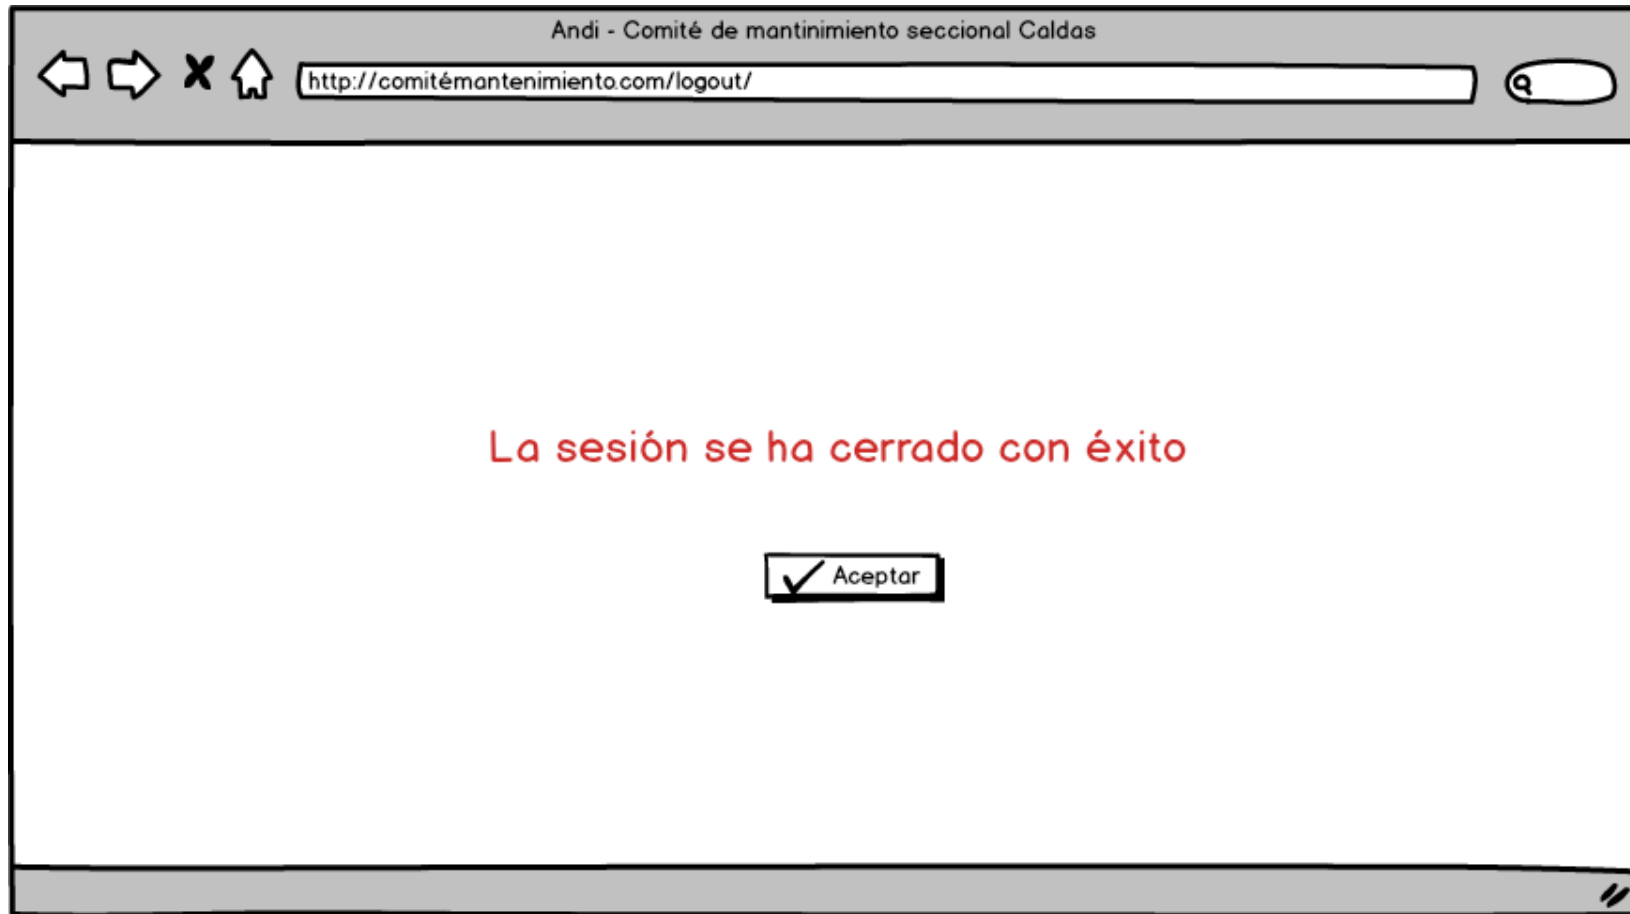 Andi - Comité de mantinimiento seccional Caldas
http://comitémantenimiento.com/logout/
La sesión se ha cerrado con éxito
Aceptar